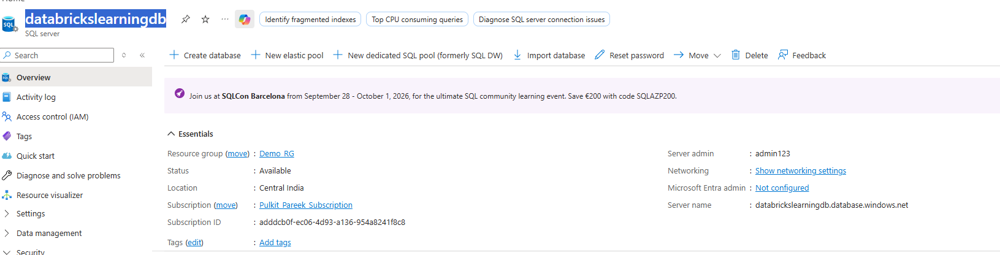 databrickslearningdb
SQL server
Identify fragmented indexes
Top CPU consuming queries
Diagnose SQL server connection issues
Search
Create database
New elastic pool
New dedicated SQL pool (formerly SQL DW)
Import database
Reset password
Move
Delete
Feedback
Overview
Activity log
Access control (IAM)
Tags
Quick start
Diagnose and solve problems
Resource visualizer
Settings
Data management
Security
Join us at SQLCon Barcelona from September 28 - October 1, 2026, for the ultimate SQL community learning event. Save €200 with code SQLAZP200.
Essentials
Resource group (move) : Demo_RG
Status : Available
Location : Central India
Subscription (move) : Pulkit_Pareek_Subscription
Subscription ID : adddcb0f-ec06-4d93-a136-954a8241f8c8
Tags (edit) : Add tags
Server admin : admin123
Networking : Show networking settings
Microsoft Entra admin : Not configured
Server name : databrickslearningdb.database.windows.net